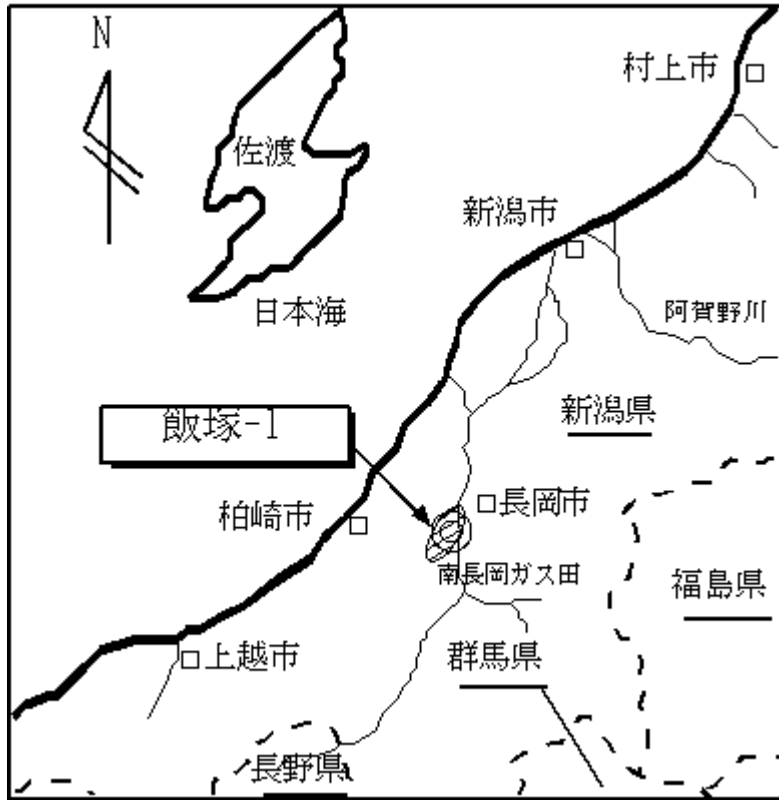 N
村上市
佐渡
新潟市
日本海
阿賀野川
新潟県
飯塚-1
長岡市
柏崎市
南長岡ガス田
福島県
群馬県
上越市
長野県